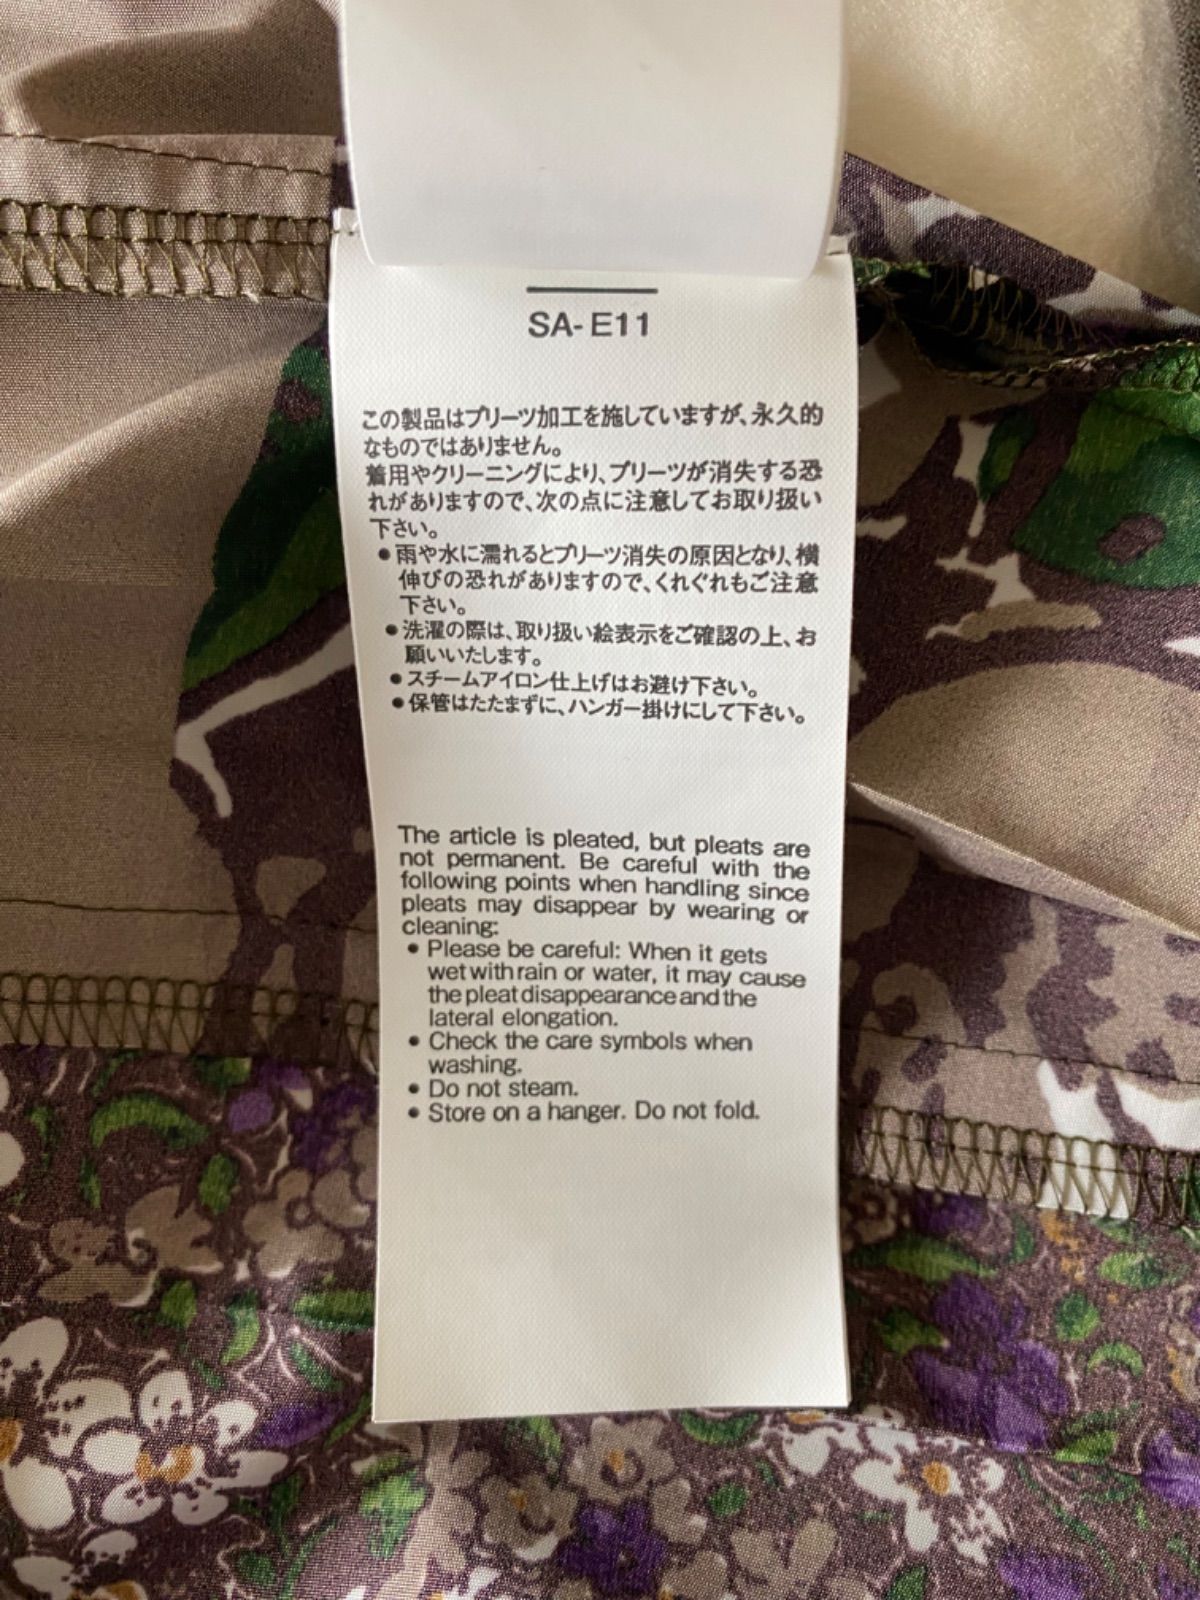 SA- E11
この製品はプリーツ加工を施していますが、永久的
なものではありません。
着用やクリーニングにより、プリーツが消失する恐
れがありますので、次の点に注意してお取り扱い
下さい。
●雨や水に濡れるとプリーツ消失の原因となり、横
伸びの恐れがありますので、くれぐれもご注意
下さい。
●洗濯の際は、取り扱い絵表示をご確認の上、お
願いいたします。
●スチームアイロン仕上げはお避け下さい。
●保管はたたまずに、ハンガー掛けにして下さい。
The article is pleated, but pleats are
not permanent. Be careful with the
following points when handling since
pleats may disappear by wearing or
cleaning:
● Please be careful: When it gets
wet with rain or water, it may cause
the pleat disappearance and the
lateral elongation.
● Check the care symbols when
washing.
● Do not steam.
● Store on a hanger. Do not fold.